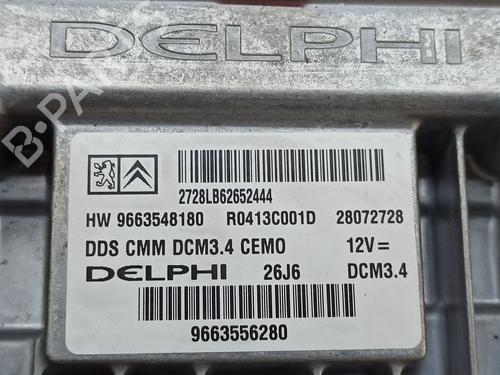 DELPHI
2728LB62652444
HW 9663548180 R0413C001D 28072728
DDS CMM DCM3.4 CEMO 12V=
DELPHI 26J6 DCM3.4
9663556280